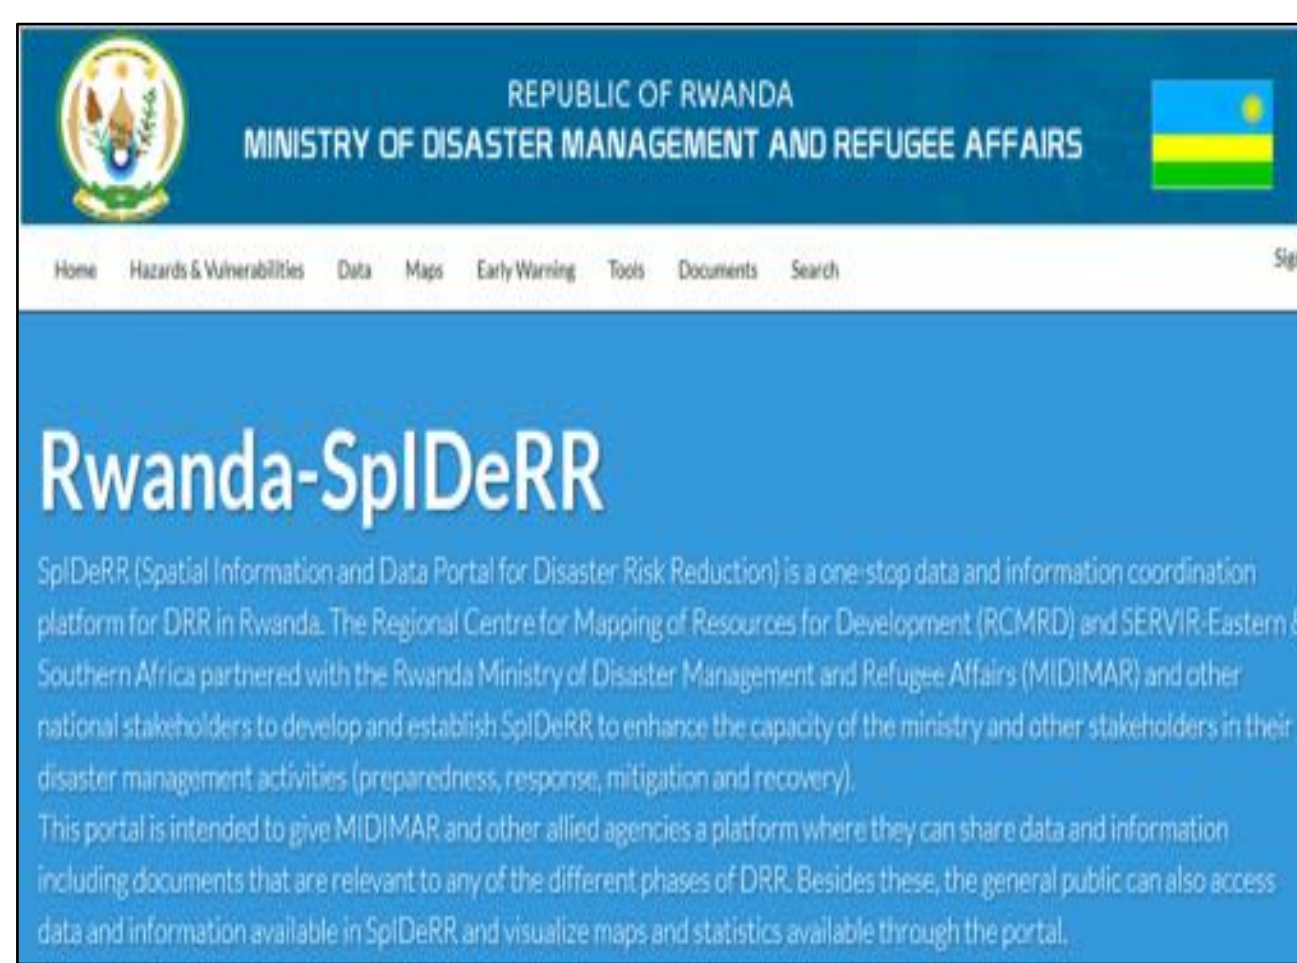 REPUBLIC OF RWANDA
MINISTRY OF DISASTER MANAGEMENT AND REFUGEE AFFAIRS
Home Hazards & Vulnerabilities Data Maps Early Warning Tools Documents Search
Rwanda-SpIDeRR
SpIDeRR (Spatial Information and Data Portal for Disaster Risk Reduction) is a one-stop data and information coordination
platform for DRR in Rwanda. The Regional Centre for Mapping of Resources for Development (RCMRD) and SERVIR-Eastern &
Southern Africa partnered with the Rwanda Ministry of Disaster Management and Refugee Affairs (MIDIMAR) and other
national stakeholders to develop and establish SpIDeRR to enhance the capacity of the ministry and other stakeholders in their
disaster management activities (preparedness, response, mitigation and recovery).
This portal is intended to give MIDIMAR and other allied agencies a platform where they can share data and information
including documents that are relevant to any of the different phases of DRR. Besides these, the general public can also access
data and information available in SpIDeRR and visualize maps and statistics available through the portal.